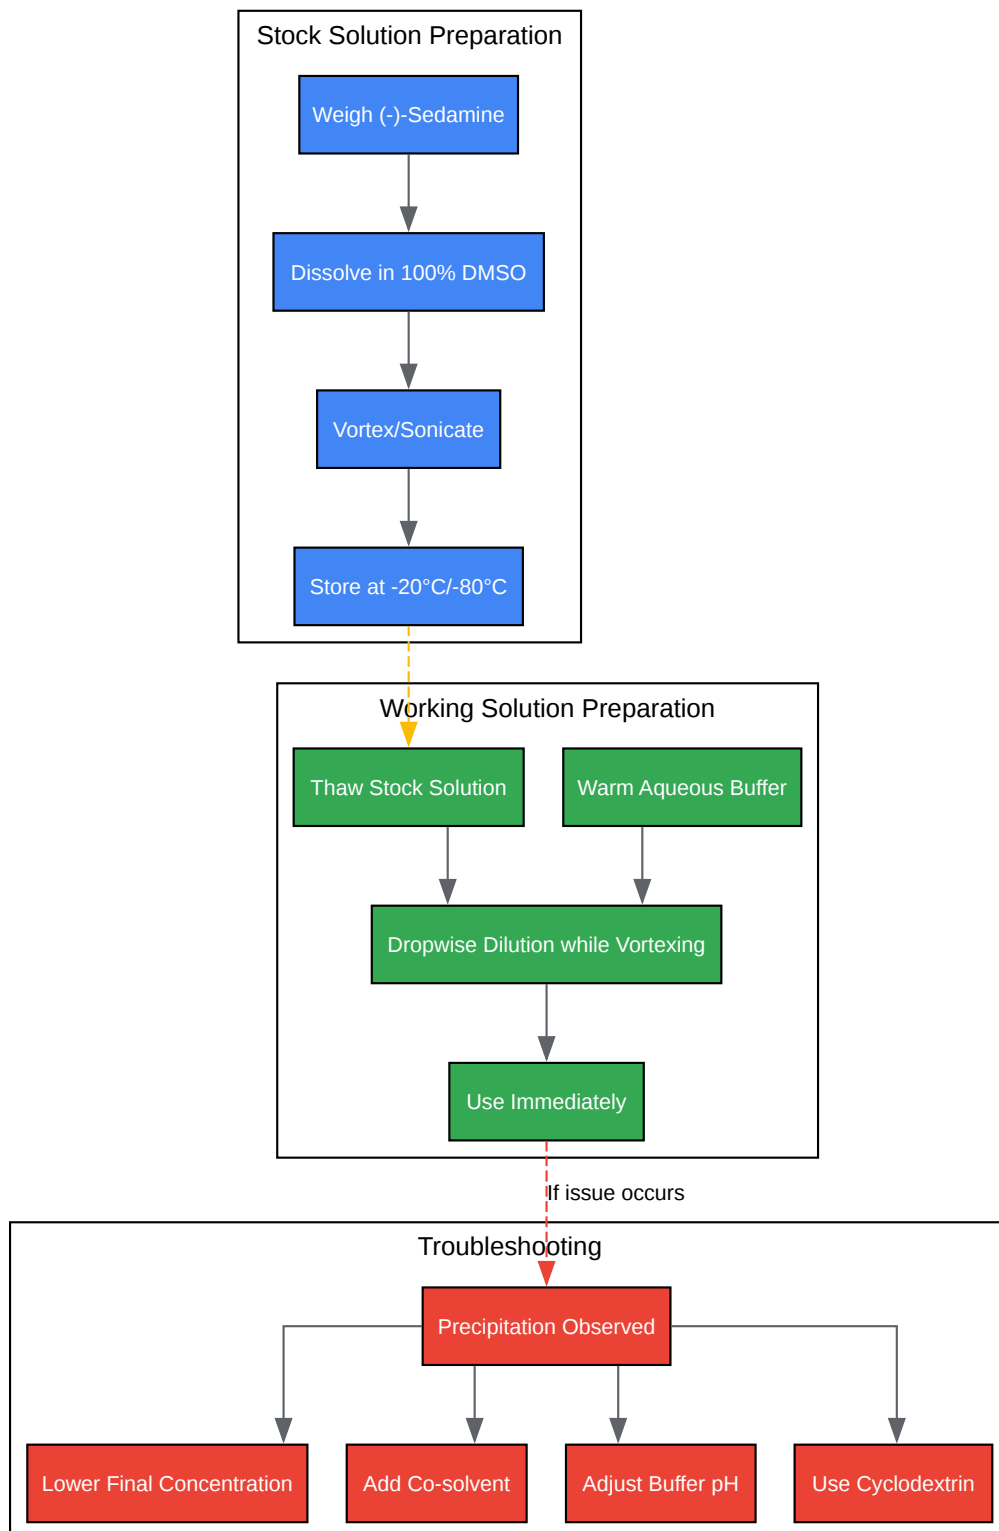 Stock Solution Preparation
Weigh (-)-Sedamine
Dissolve in 100% DMSO
Vortex/Sonicate
Store at -20°C/-80°C
Working Solution Preparation
Thaw Stock Solution
Warm Aqueous Buffer
Dropwise Dilution while Vortexing
Use Immediately
If issue occurs
Troubleshooting
Precipitation Observed
Lower Final Concentration
Add Co-solvent
Adjust Buffer pH
Use Cyclodextrin